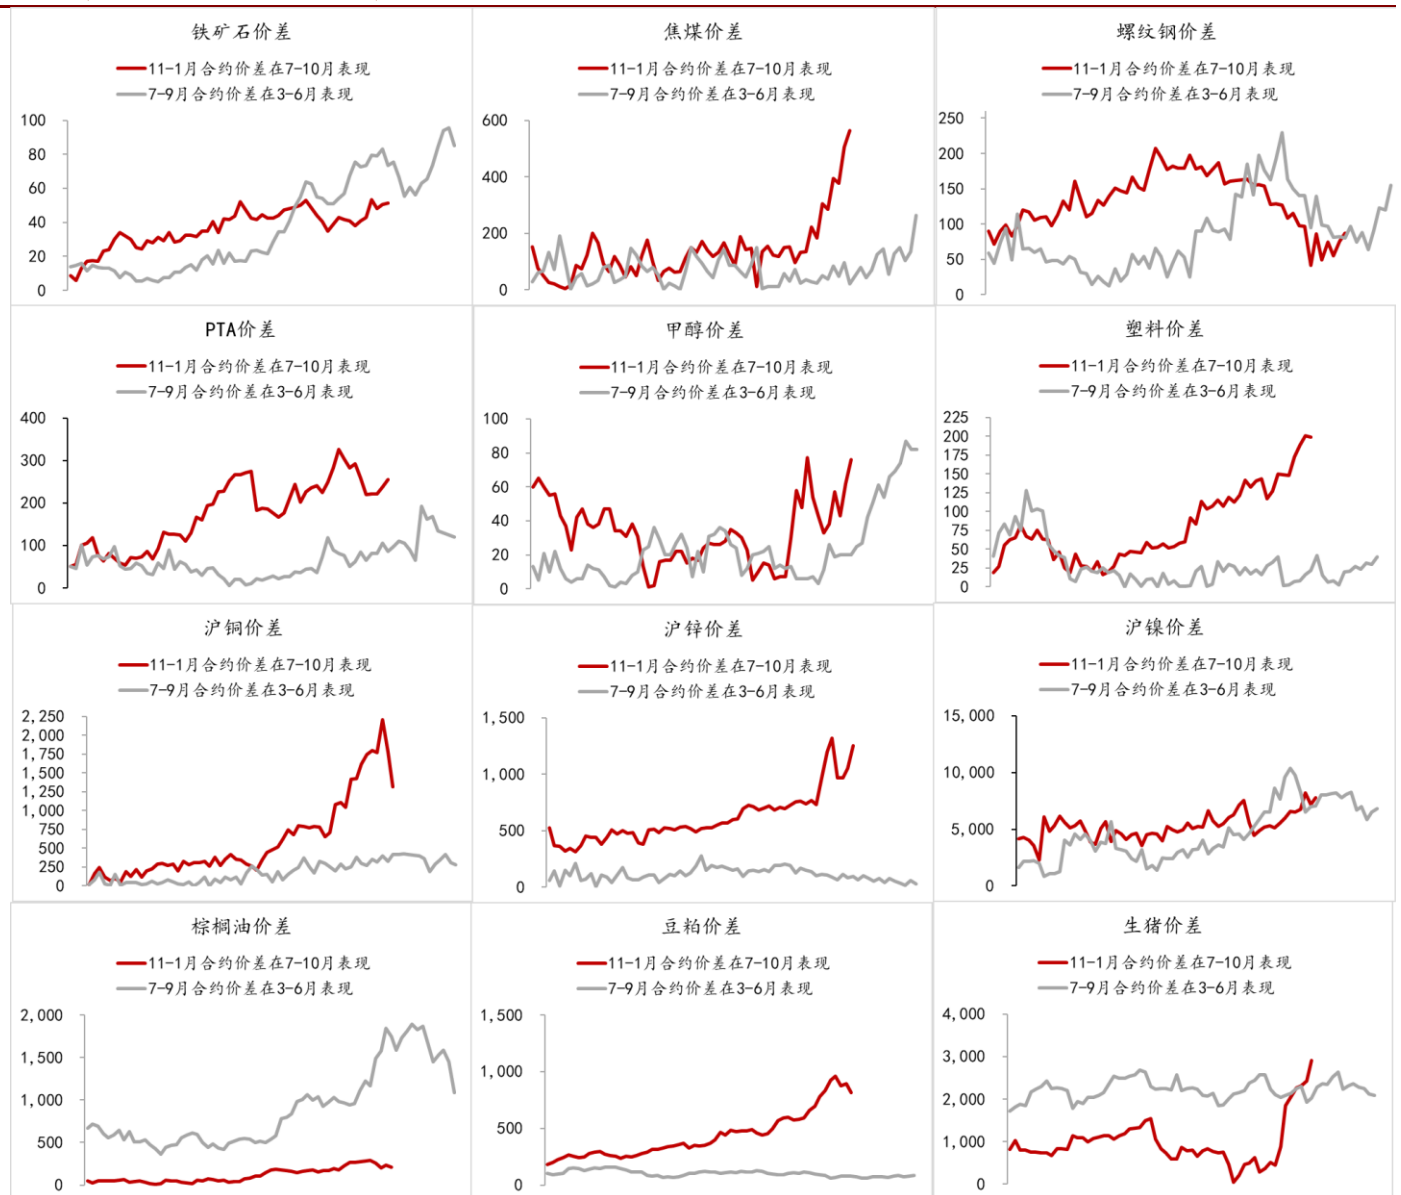 铁矿石价差
11-1月合约价差在7-10月表现
7-9月合约价差在3-6月表现
100
80
60
40
20
0
焦煤价差
11-1月合约价差在7-10月表现
7-9月合约价差在3-6月表现
600
400
200
0
螺纹钢价差
11-1月合约价差在7-10月表现
7-9月合约价差在3-6月表现
250
200
150
100
50
0
PTA价差
11-1月合约价差在7-10月表现
7-9月合约价差在3-6月表现
400
300
200
100
0
甲醇价差
11-1月合约价差在7-10月表现
7-9月合约价差在3-6月表现
100
80
60
40
20
0
塑料价差
11-1月合约价差在7-10月表现
7-9月合约价差在3-6月表现
225
200
175
150
125
100
75
50
25
0
沪铜价差
11-1月合约价差在7-10月表现
7-9月合约价差在3-6月表现
2,250
2,000
1,750
1,500
1,250
1,000
750
500
250
0
沪锌价差
11-1月合约价差在7-10月表现
7-9月合约价差在3-6月表现
1,500
1,000
500
0
沪镍价差
11-1月合约价差在7-10月表现
7-9月合约价差在3-6月表现
15,000
10,000
5,000
0
棕榈油价差
11-1月合约价差在7-10月表现
7-9月合约价差在3-6月表现
2,000
1,500
1,000
500
0
豆粕价差
11-1月合约价差在7-10月表现
7-9月合约价差在3-6月表现
1,500
1,000
500
0
生猪价差
11-1月合约价差在7-10月表现
7-9月合约价差在3-6月表现
4,000
3,000
2,000
1,000
0